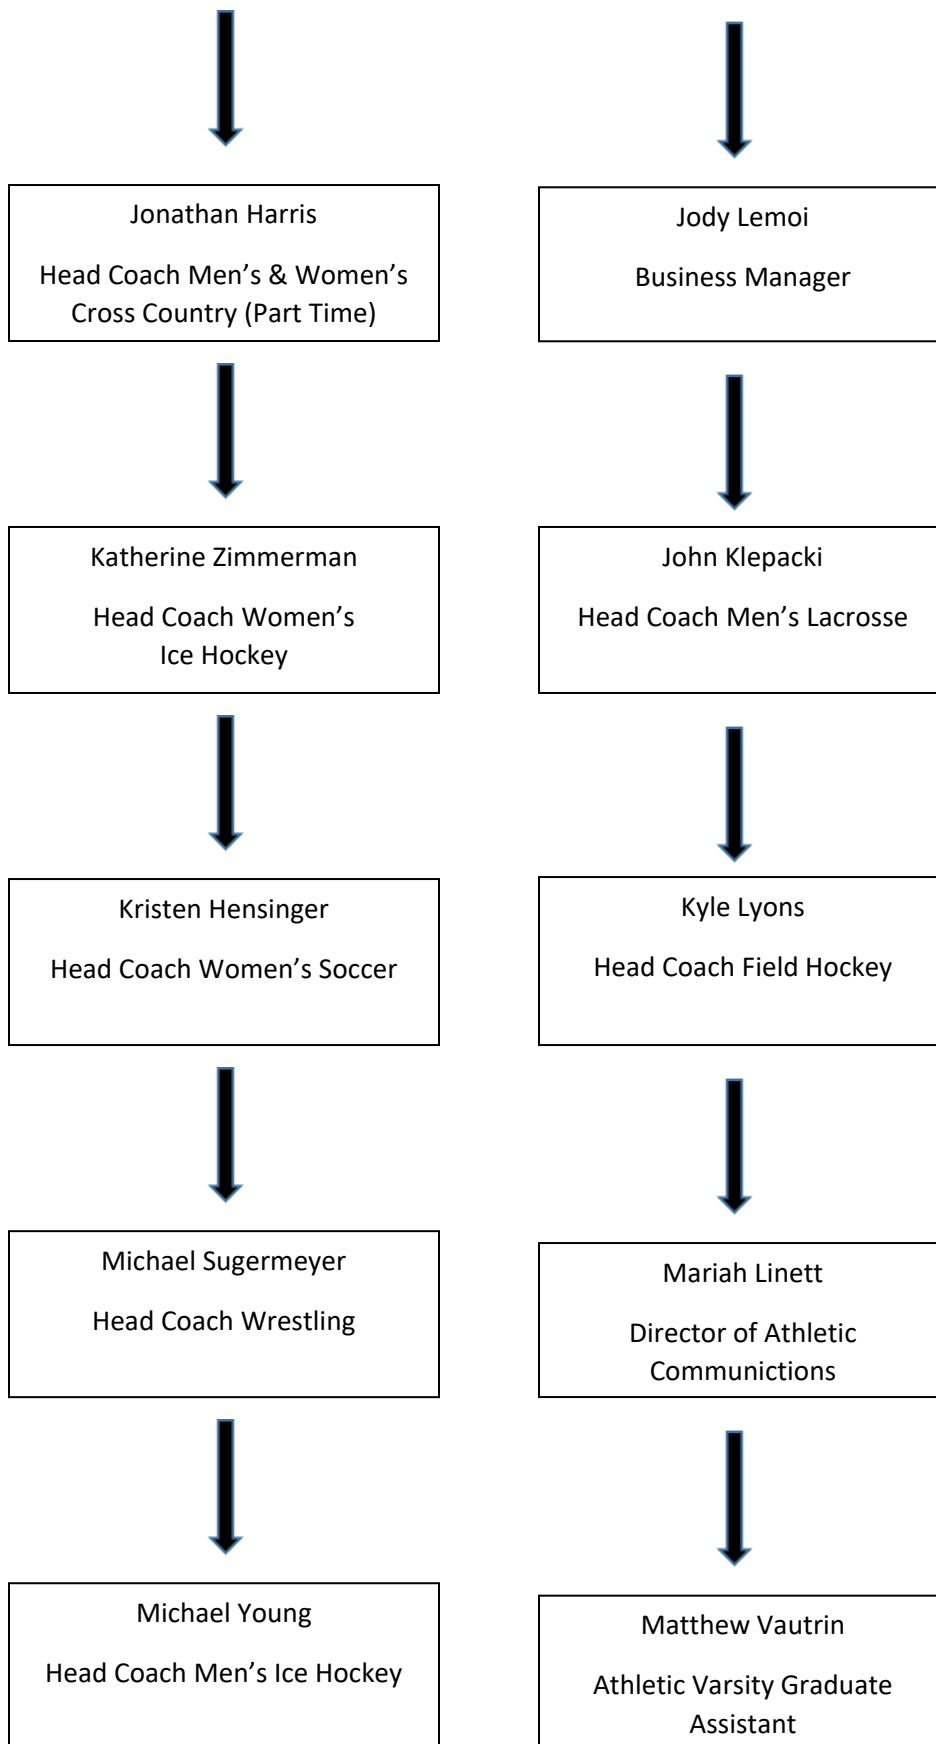 Jonathan Harris
Head Coach Men’s & Women’s
Cross Country (Part Time)
Jody Lemoi
Business Manager
Katherine Zimmerman
Head Coach Women’s
Ice Hockey
John Klepacki
Head Coach Men’s Lacrosse
Kristen Hensinger
Head Coach Women’s Soccer
Kyle Lyons
Head Coach Field Hockey
Michael Sugermeyer
Head Coach Wrestling
Mariah Linett
Director of Athletic
Communictions
Michael Young
Head Coach Men’s Ice Hockey
Matthew Vautrin
Athletic Varsity Graduate
Assistant